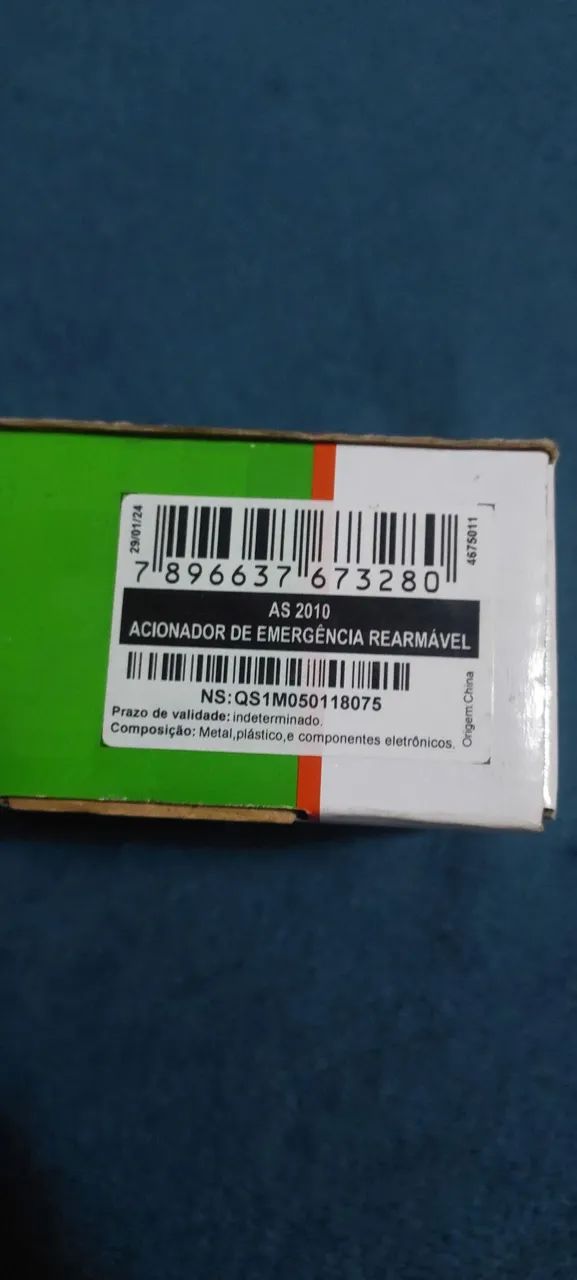 29/01/24
7 896637 673280
4675011
AS 2010
ACIONADOR DE EMERGÊNCIA REARMÁVEL
NS:QS1M050118075
Prazo de validade: indeterminado.
Composição: Metal,plástico,e componentes eletrônicos.
Origem:China